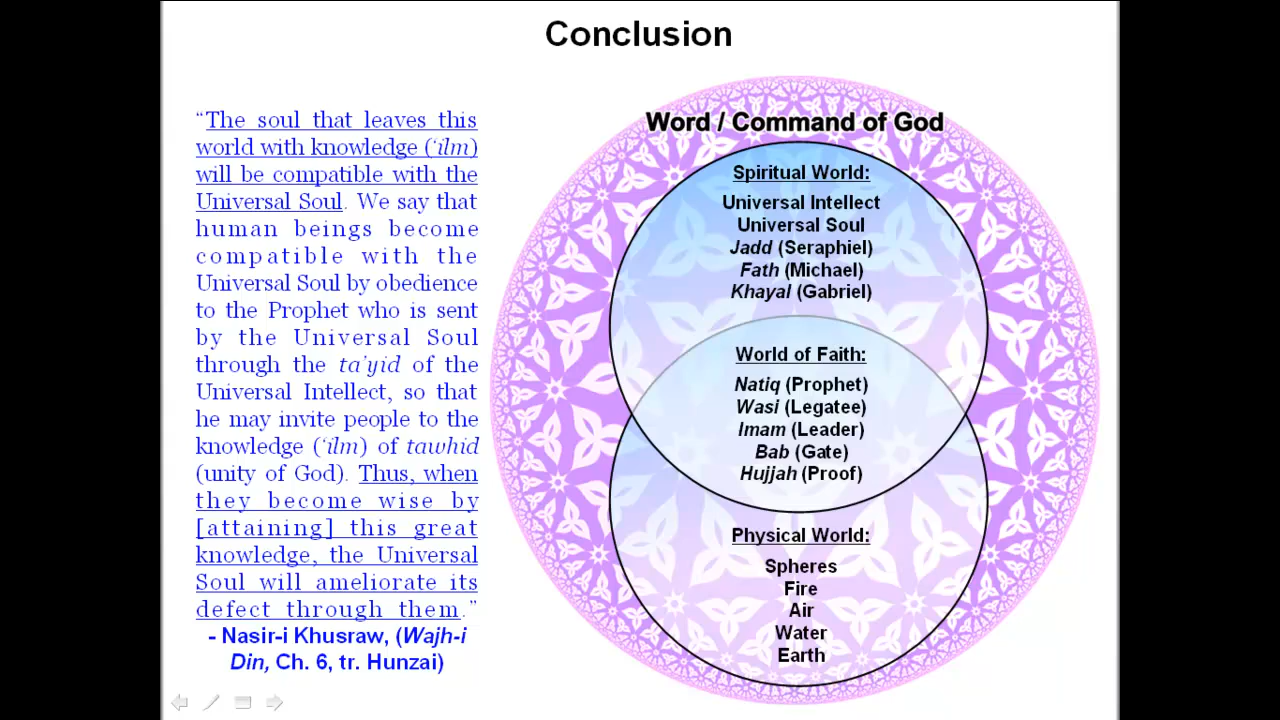 Conclusion
“The soul that leaves this
world with knowledge (‘ilm)
will be compatible with the
Universal Soul. We say that
human beings become
compatible with the
Universal Soul by obedience
to the Prophet who is sent
by the Universal Soul
through the ta’yid of the
Universal Intellect, so that
he may invite people to the
knowledge (‘ilm) of tawhid
(unity of God). Thus, when
they become wise by
[attaining] this great
knowledge, the Universal
Soul will ameliorate its
defect through them.”
- Nasir-i Khusraw, (Wajh-i
Din, Ch. 6, tr. Hunzai)
Word / Command of God
Spiritual World:
Universal Intellect
Universal Soul
Jadd (Seraphiel)
Fath (Michael)
Khayal (Gabriel)
World of Faith:
Natiq (Prophet)
Wasi (Legatee)
Imam (Leader)
Bab (Gate)
Hujjah (Proof)
Physical World:
Spheres
Fire
Air
Water
Earth